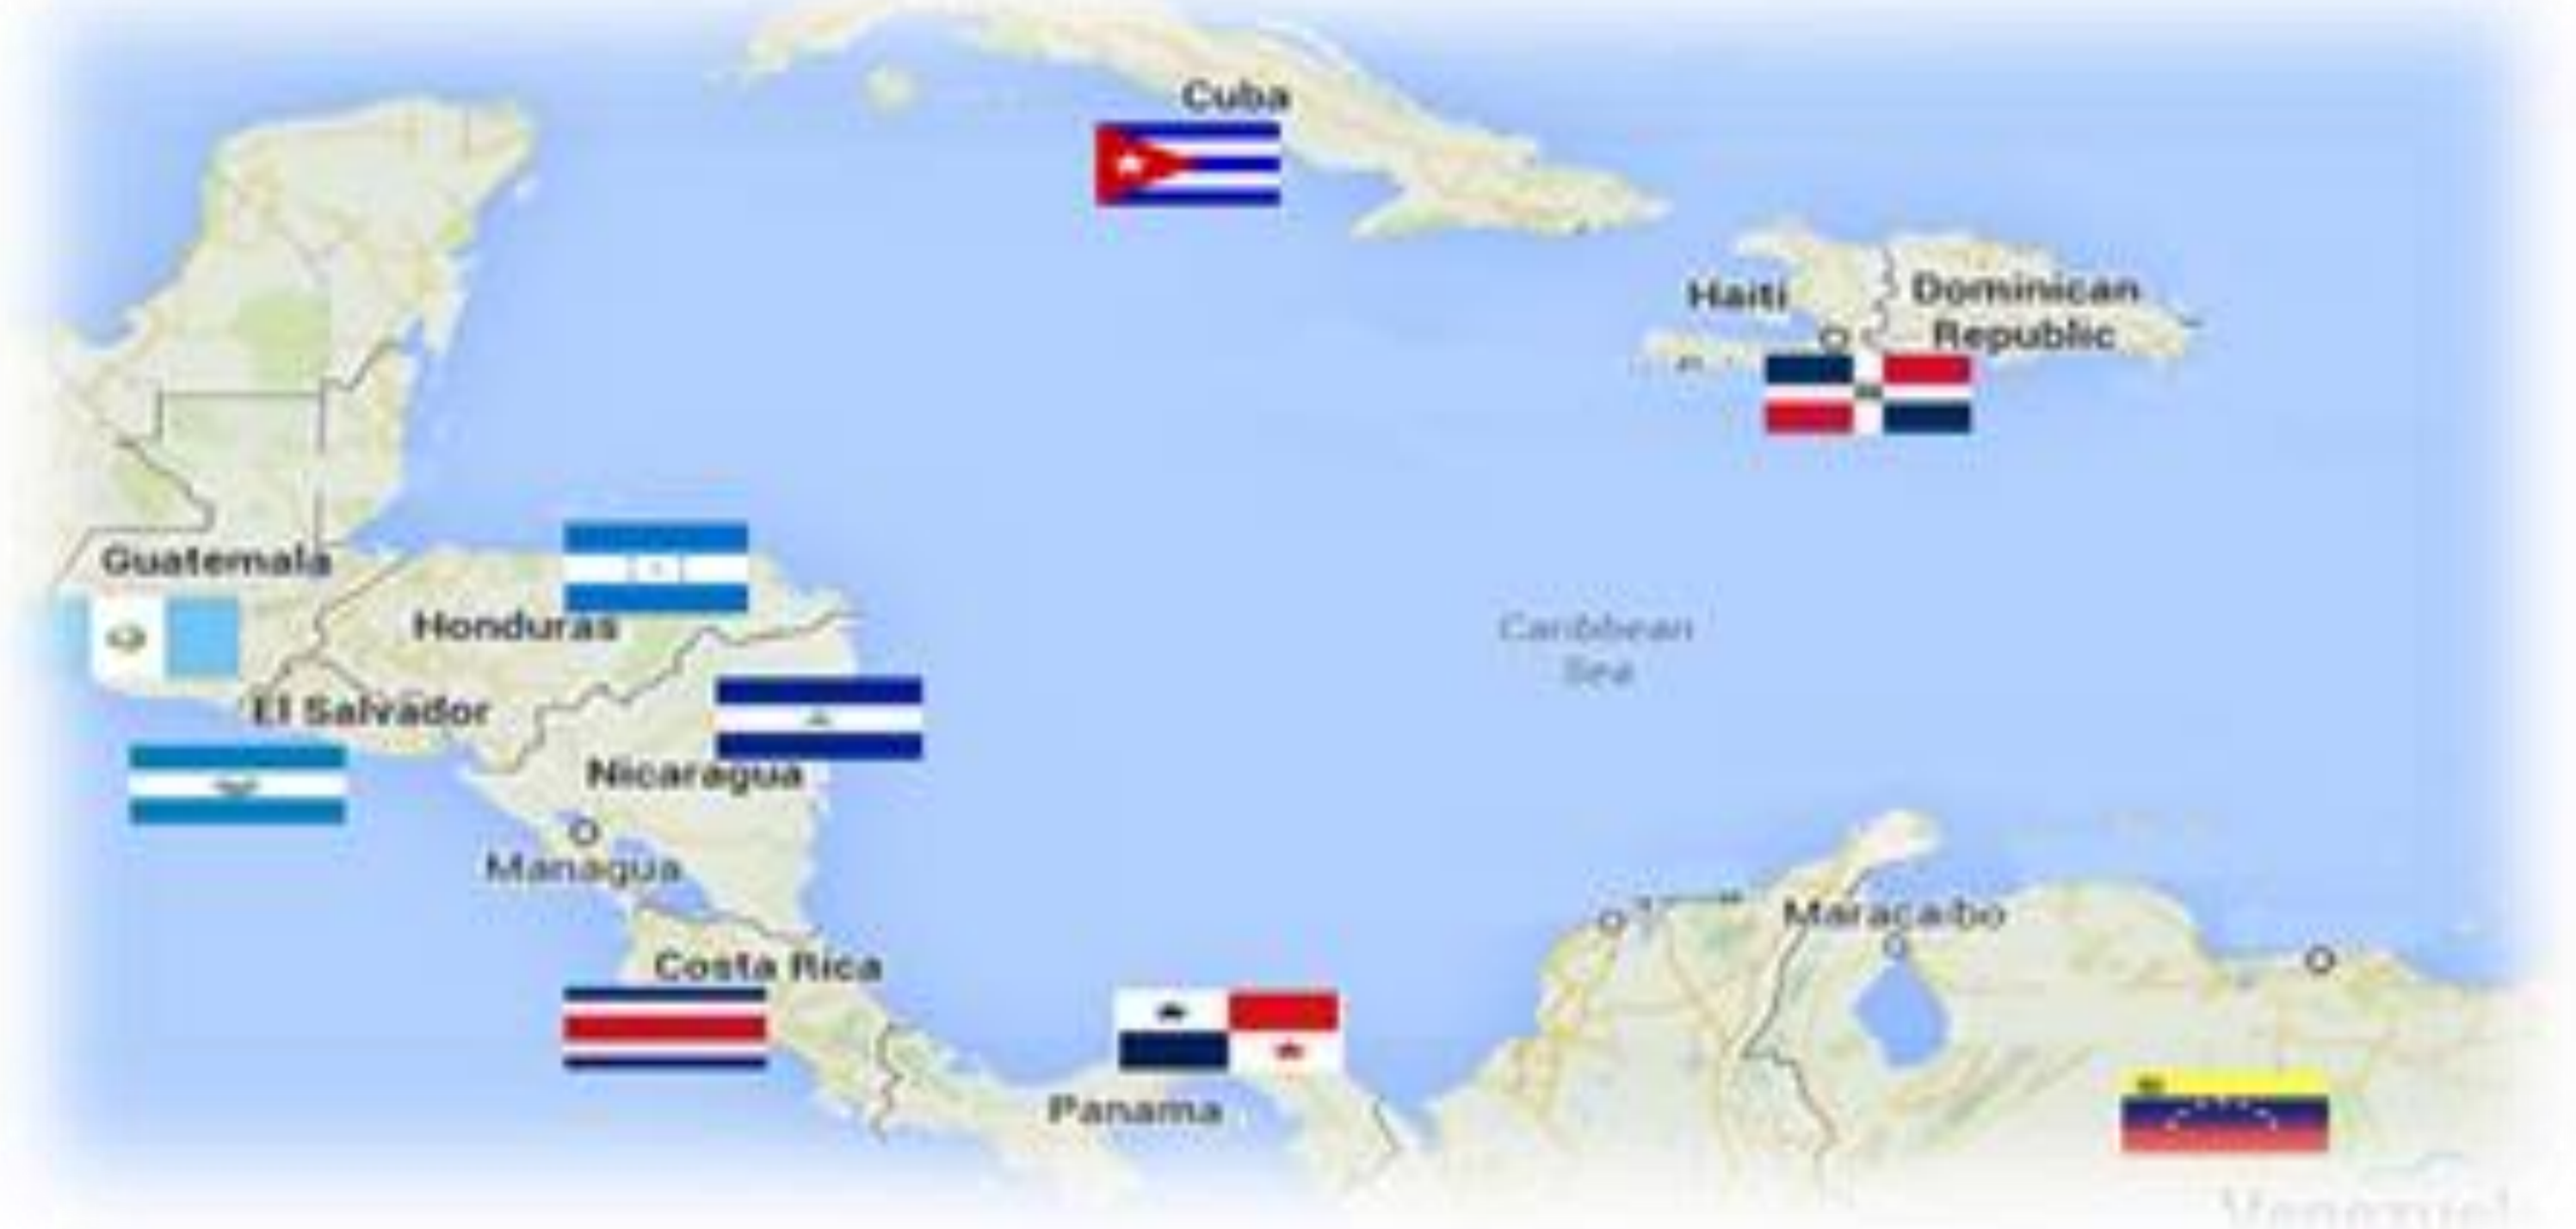 Cuba
Haiti
Dominican
Republic
Guatemala
Honduras
Caribbean
Sea
El Salvador
Nicaragua
Managua
Maracaibo
Costa Rica
Panama